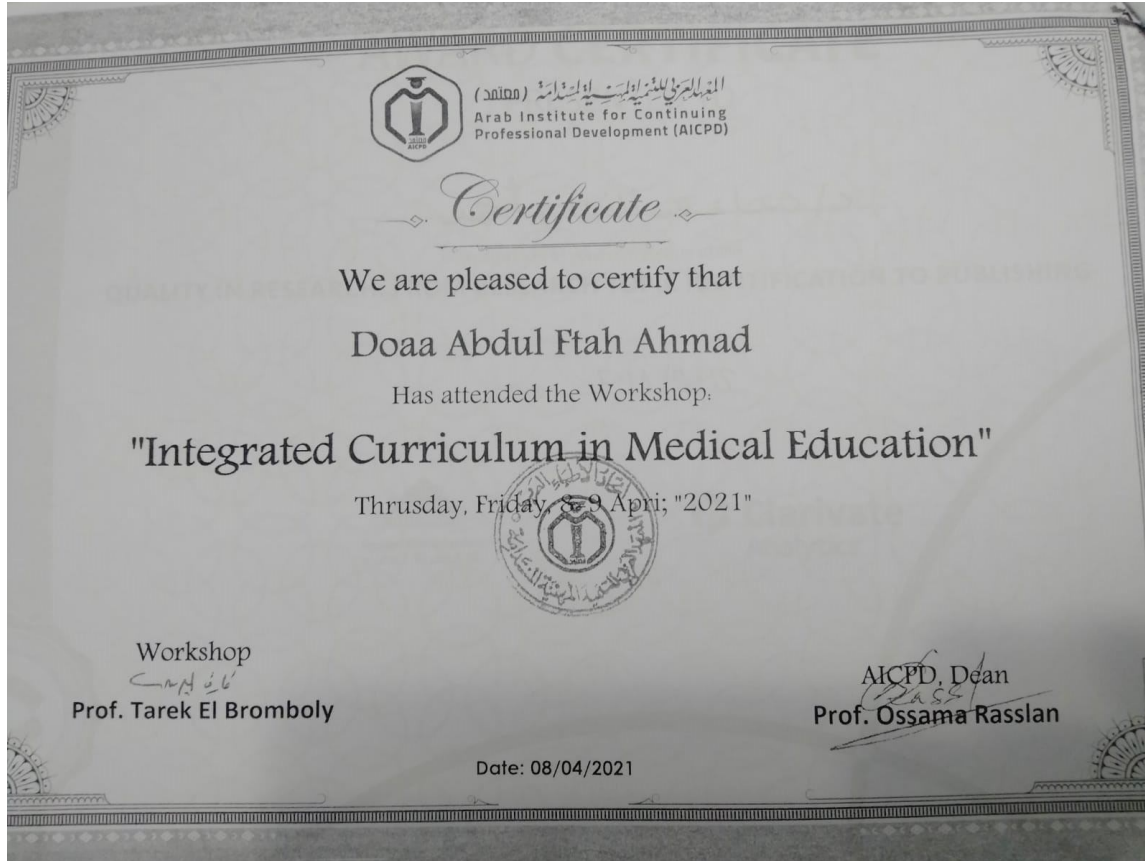 المعهد العربي للتنمية المهنية المستدامة (معتمد)
Arab Institute for Continuing
Professional Development (AICPD)
معتمد
AICPD
Certificate
We are pleased to certify that
Doaa Abdul Ftah Ahmad
Has attended the Workshop:
"Integrated Curriculum in Medical Education"
Thrusday, Friday, 8-9 Apri; "2021"
Workshop
Prof. Tarek El Bromboly
AICPD, Dean
Prof. Ossama Rasslan
Date: 08/04/2021